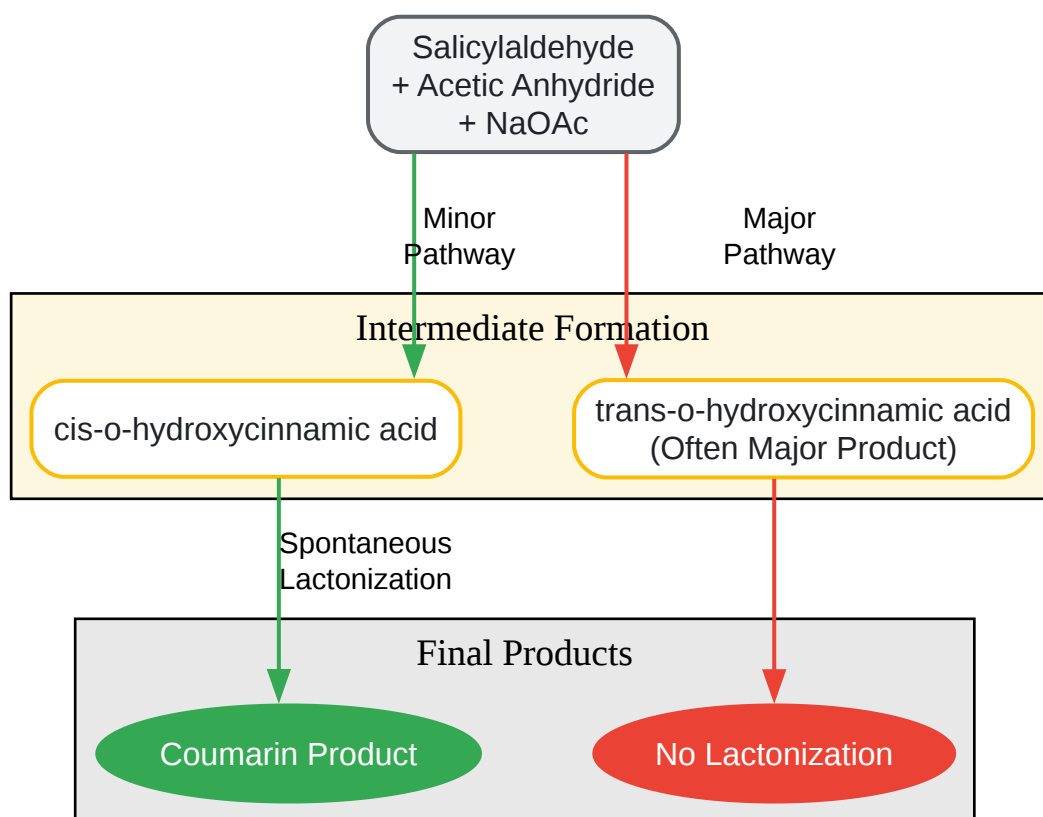 Salicylaldehyde
+ Acetic Anhydride
+ NaOAc
Minor
Pathway
Major
Pathway
Intermediate Formation
cis-o-hydroxycinnamic acid
trans-o-hydroxycinnamic acid
(Often Major Product)
Spontaneous
Lactonization
Final Products
Coumarin Product
No Lactonization